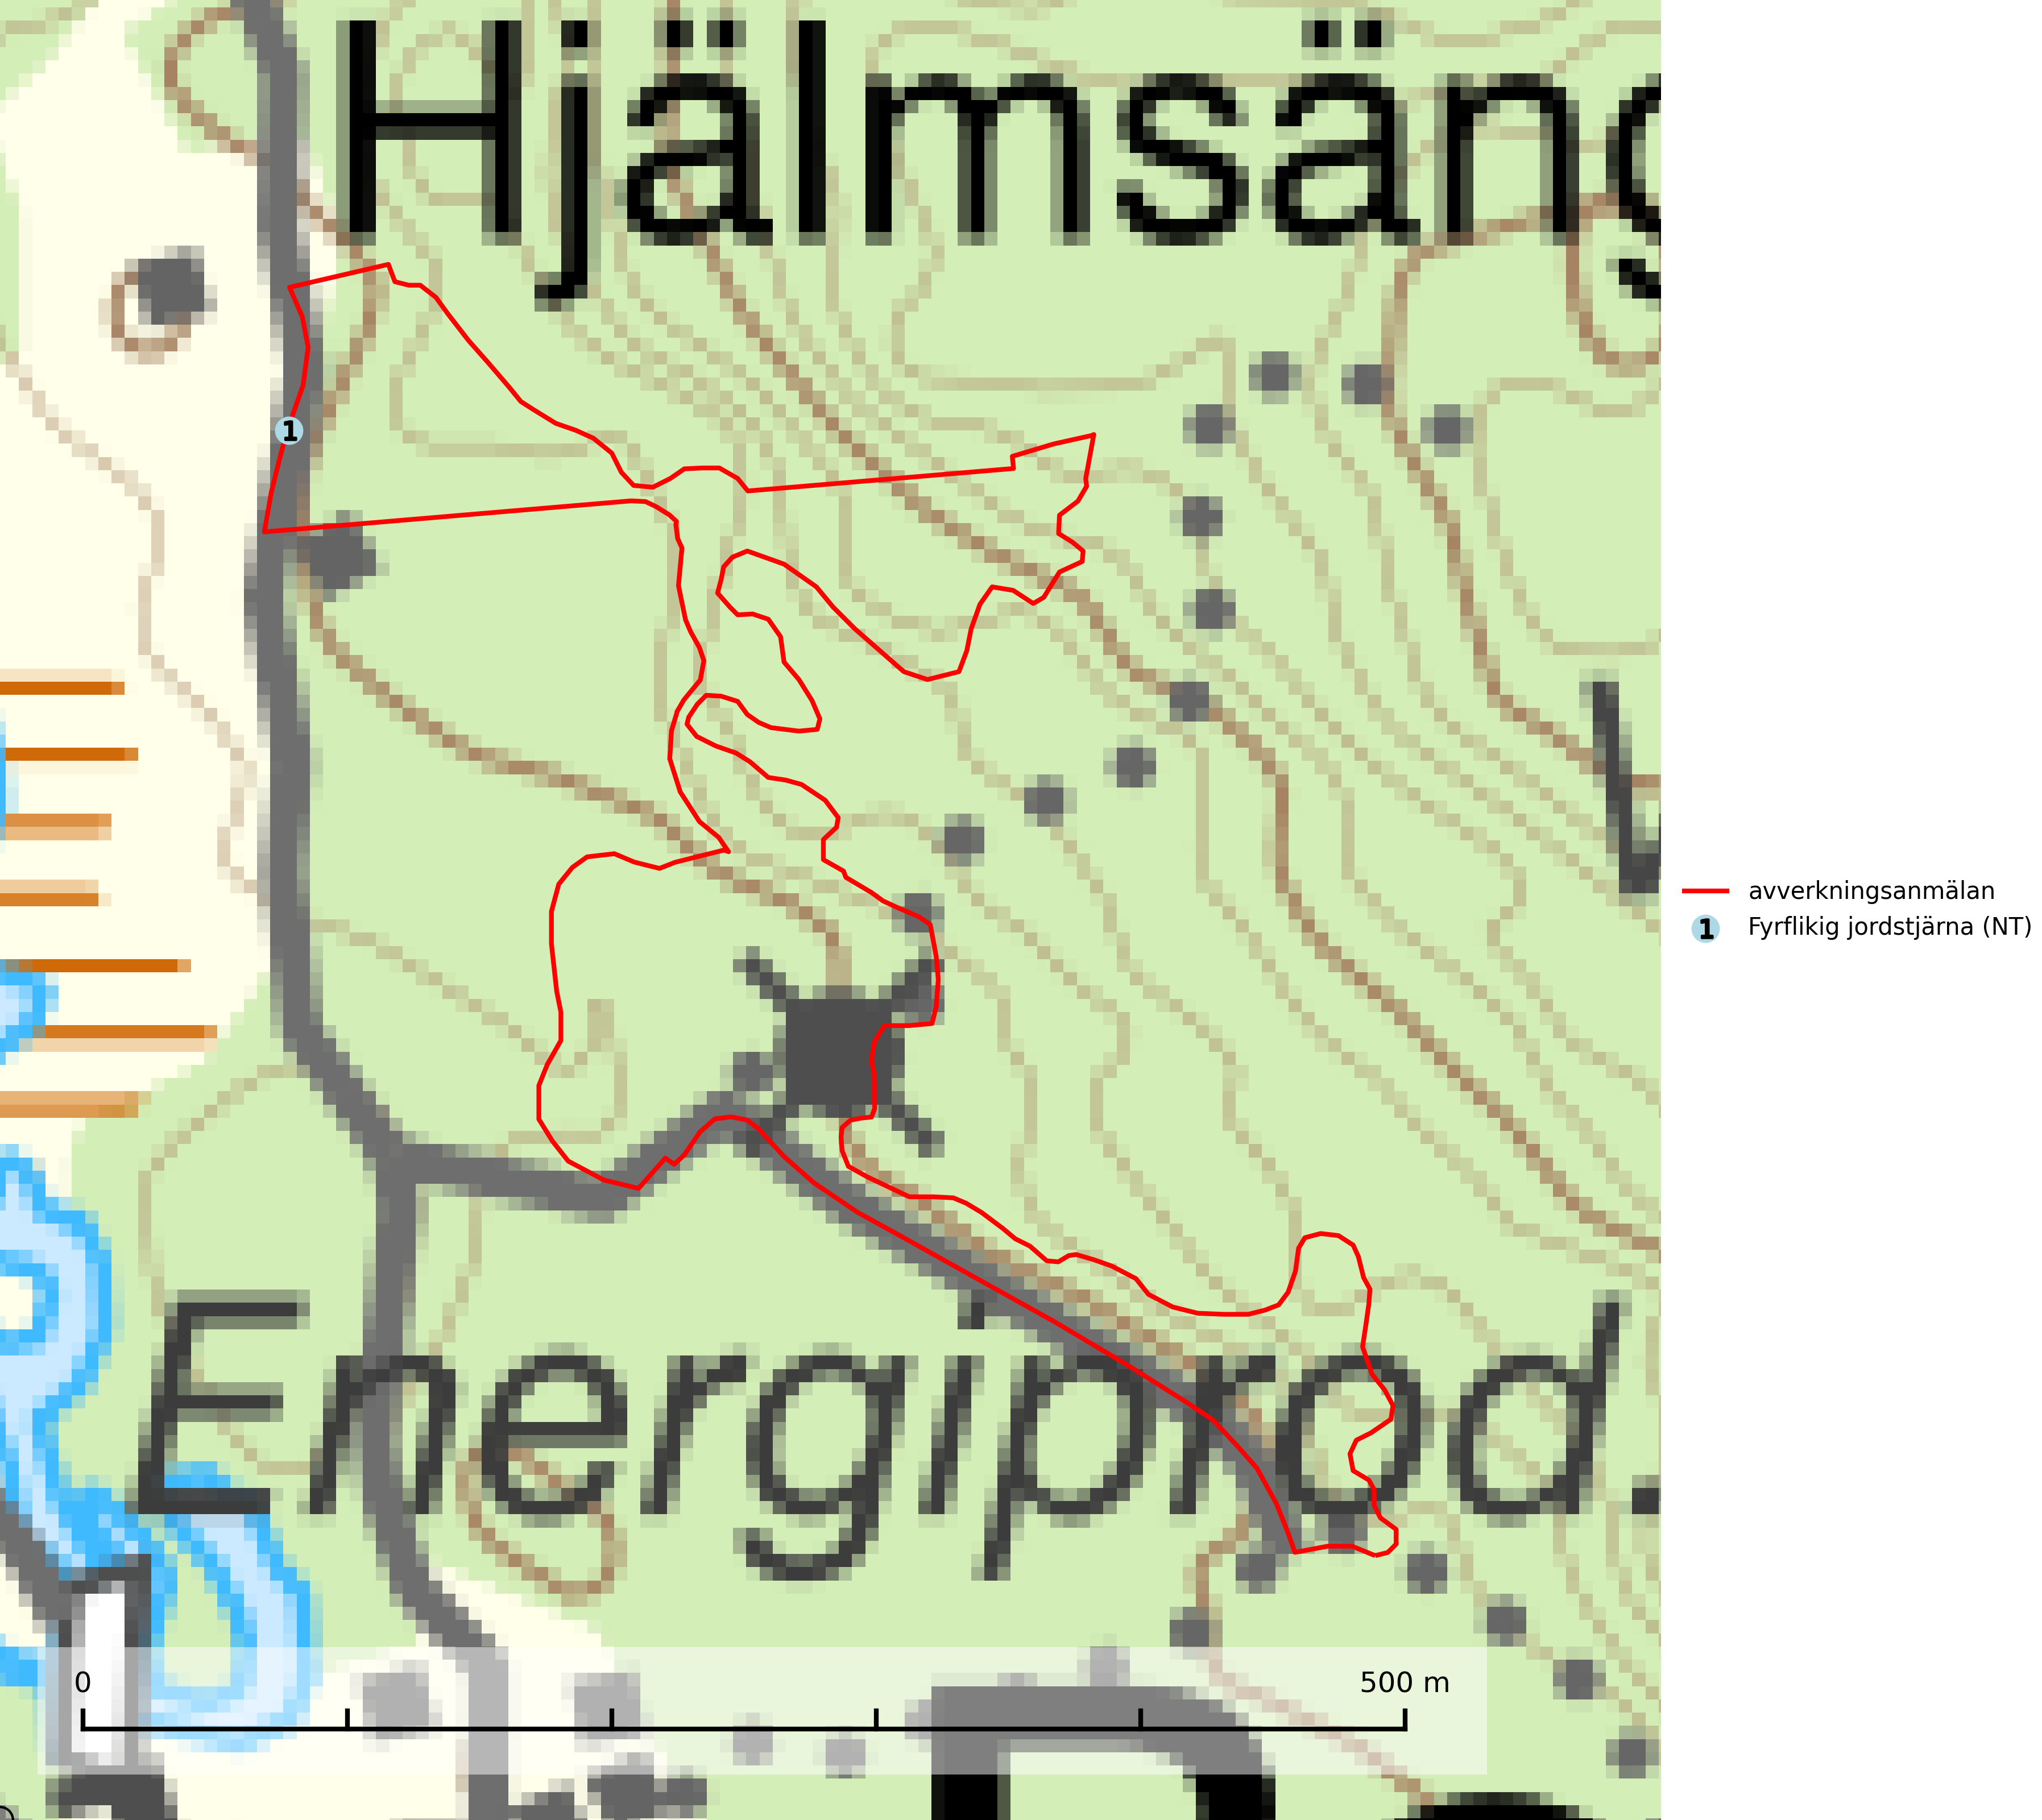 Hjälmsäng
1
avverkningsanmälan
1 Fyrflikig jordstjärna (NT)
Energiprod.
0 500 m